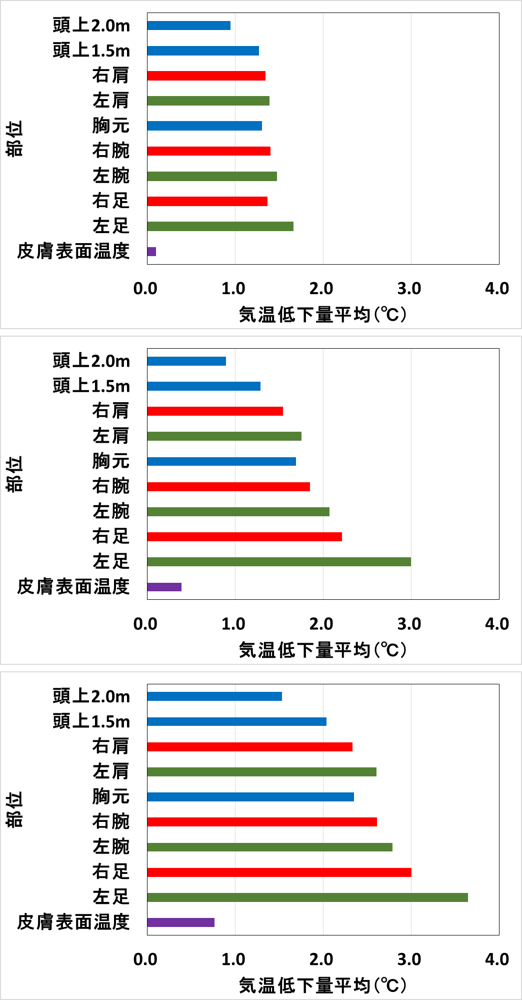 頭上2.0m
頭上1.5m
右肩
左肩
胸元
右腕
左腕
右足
左足
皮膚表面温度
部位
0.0 1.0 2.0 3.0 4.0
気温低下量平均(℃)
頭上2.0m
頭上1.5m
右肩
左肩
胸元
右腕
左腕
右足
左足
皮膚表面温度
部位
0.0 1.0 2.0 3.0 4.0
気温低下量平均(℃)
頭上2.0m
頭上1.5m
右肩
左肩
胸元
右腕
左腕
右足
左足
皮膚表面温度
部位
0.0 1.0 2.0 3.0 4.0
気温低下量平均(℃)